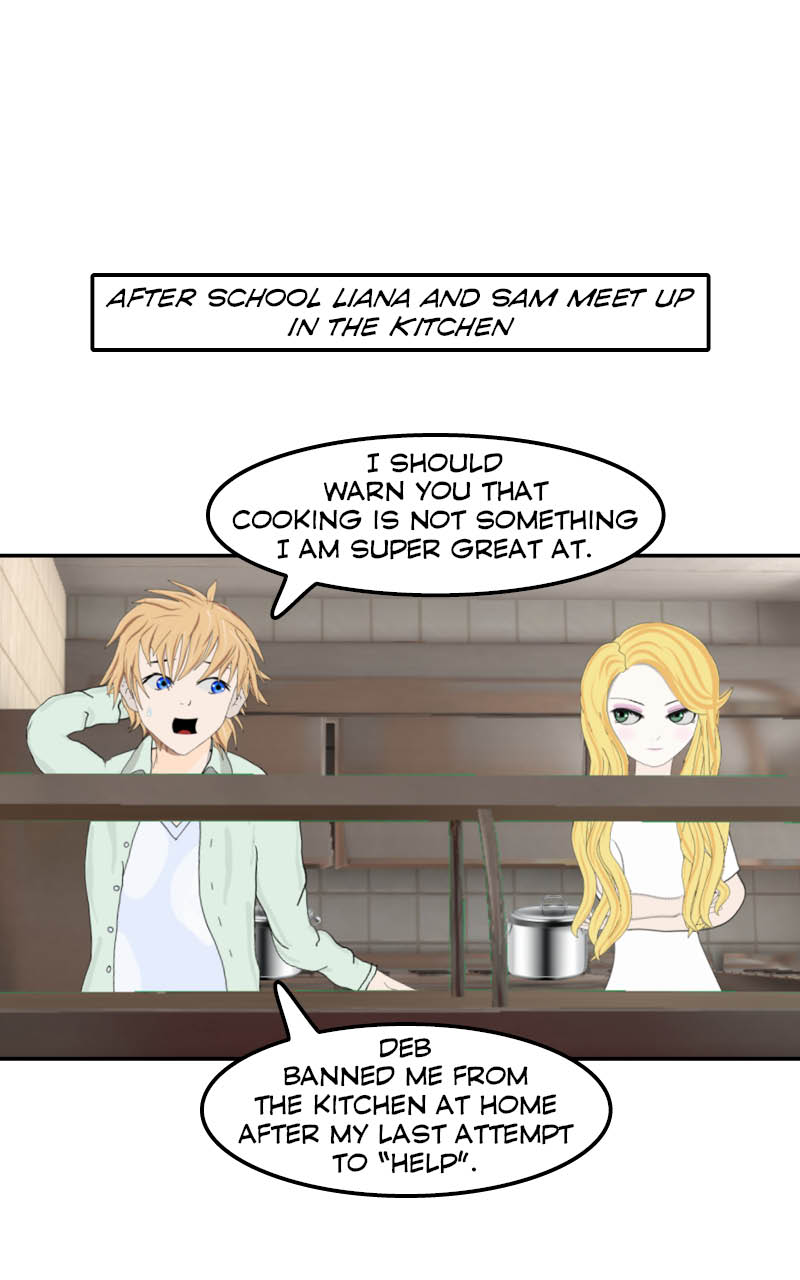 AFTER SCHOOL LIANA AND SAM MEET UP
IN THE KITCHEN
I SHOULD
WARN YOU THAT
COOKING IS NOT SOMETHING
I AM SUPER GREAT AT.
DEB
BANNED ME FROM
THE KITCHEN AT HOME
AFTER MY LAST ATTEMPT
TO "HELP".